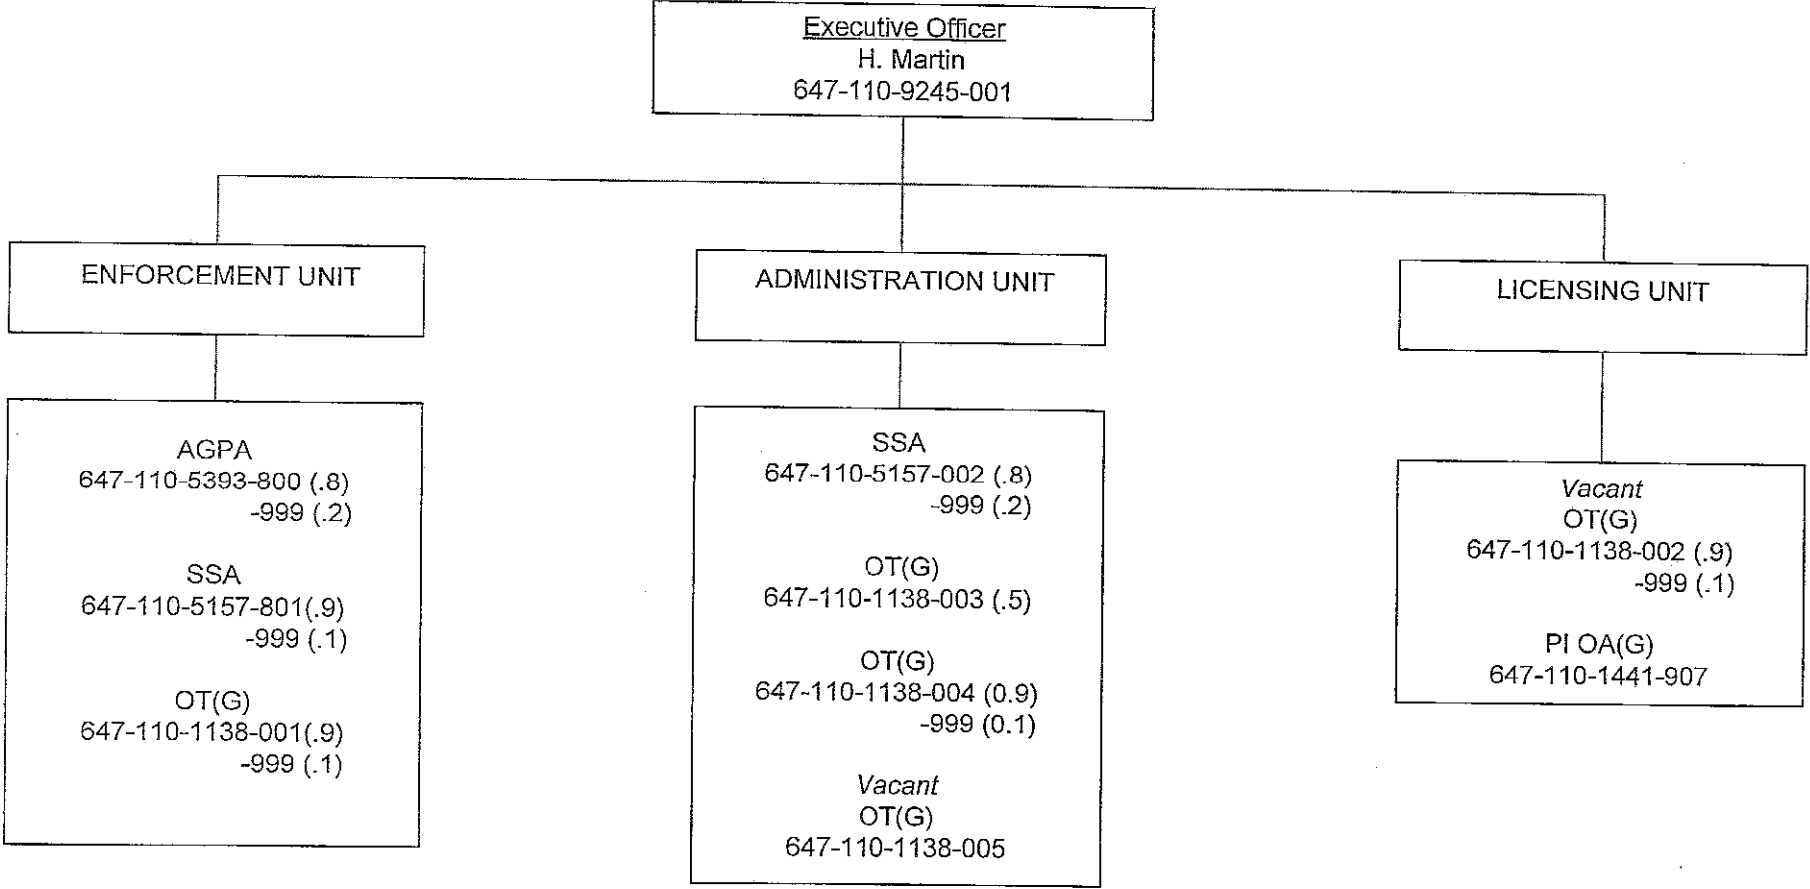 Executive Officer
H. Martin
647-110-9245-001
ENFORCEMENT UNIT
AGPA
647-110-5393-800 (.8)
-999 (.2)
SSA
647-110-5157-801(.9)
-999 (.1)
OT(G)
647-110-1138-001(.9)
-999 (.1)
ADMINISTRATION UNIT
SSA
647-110-5157-002 (.8)
-999 (.2)
OT(G)
647-110-1138-003 (.5)
OT(G)
647-110-1138-004 (0.9)
-999 (0.1)
Vacant
OT(G)
647-110-1138-005
LICENSING UNIT
Vacant
OT(G)
647-110-1138-002 (.9)
-999 (.1)
PI OA(G)
647-110-1441-907